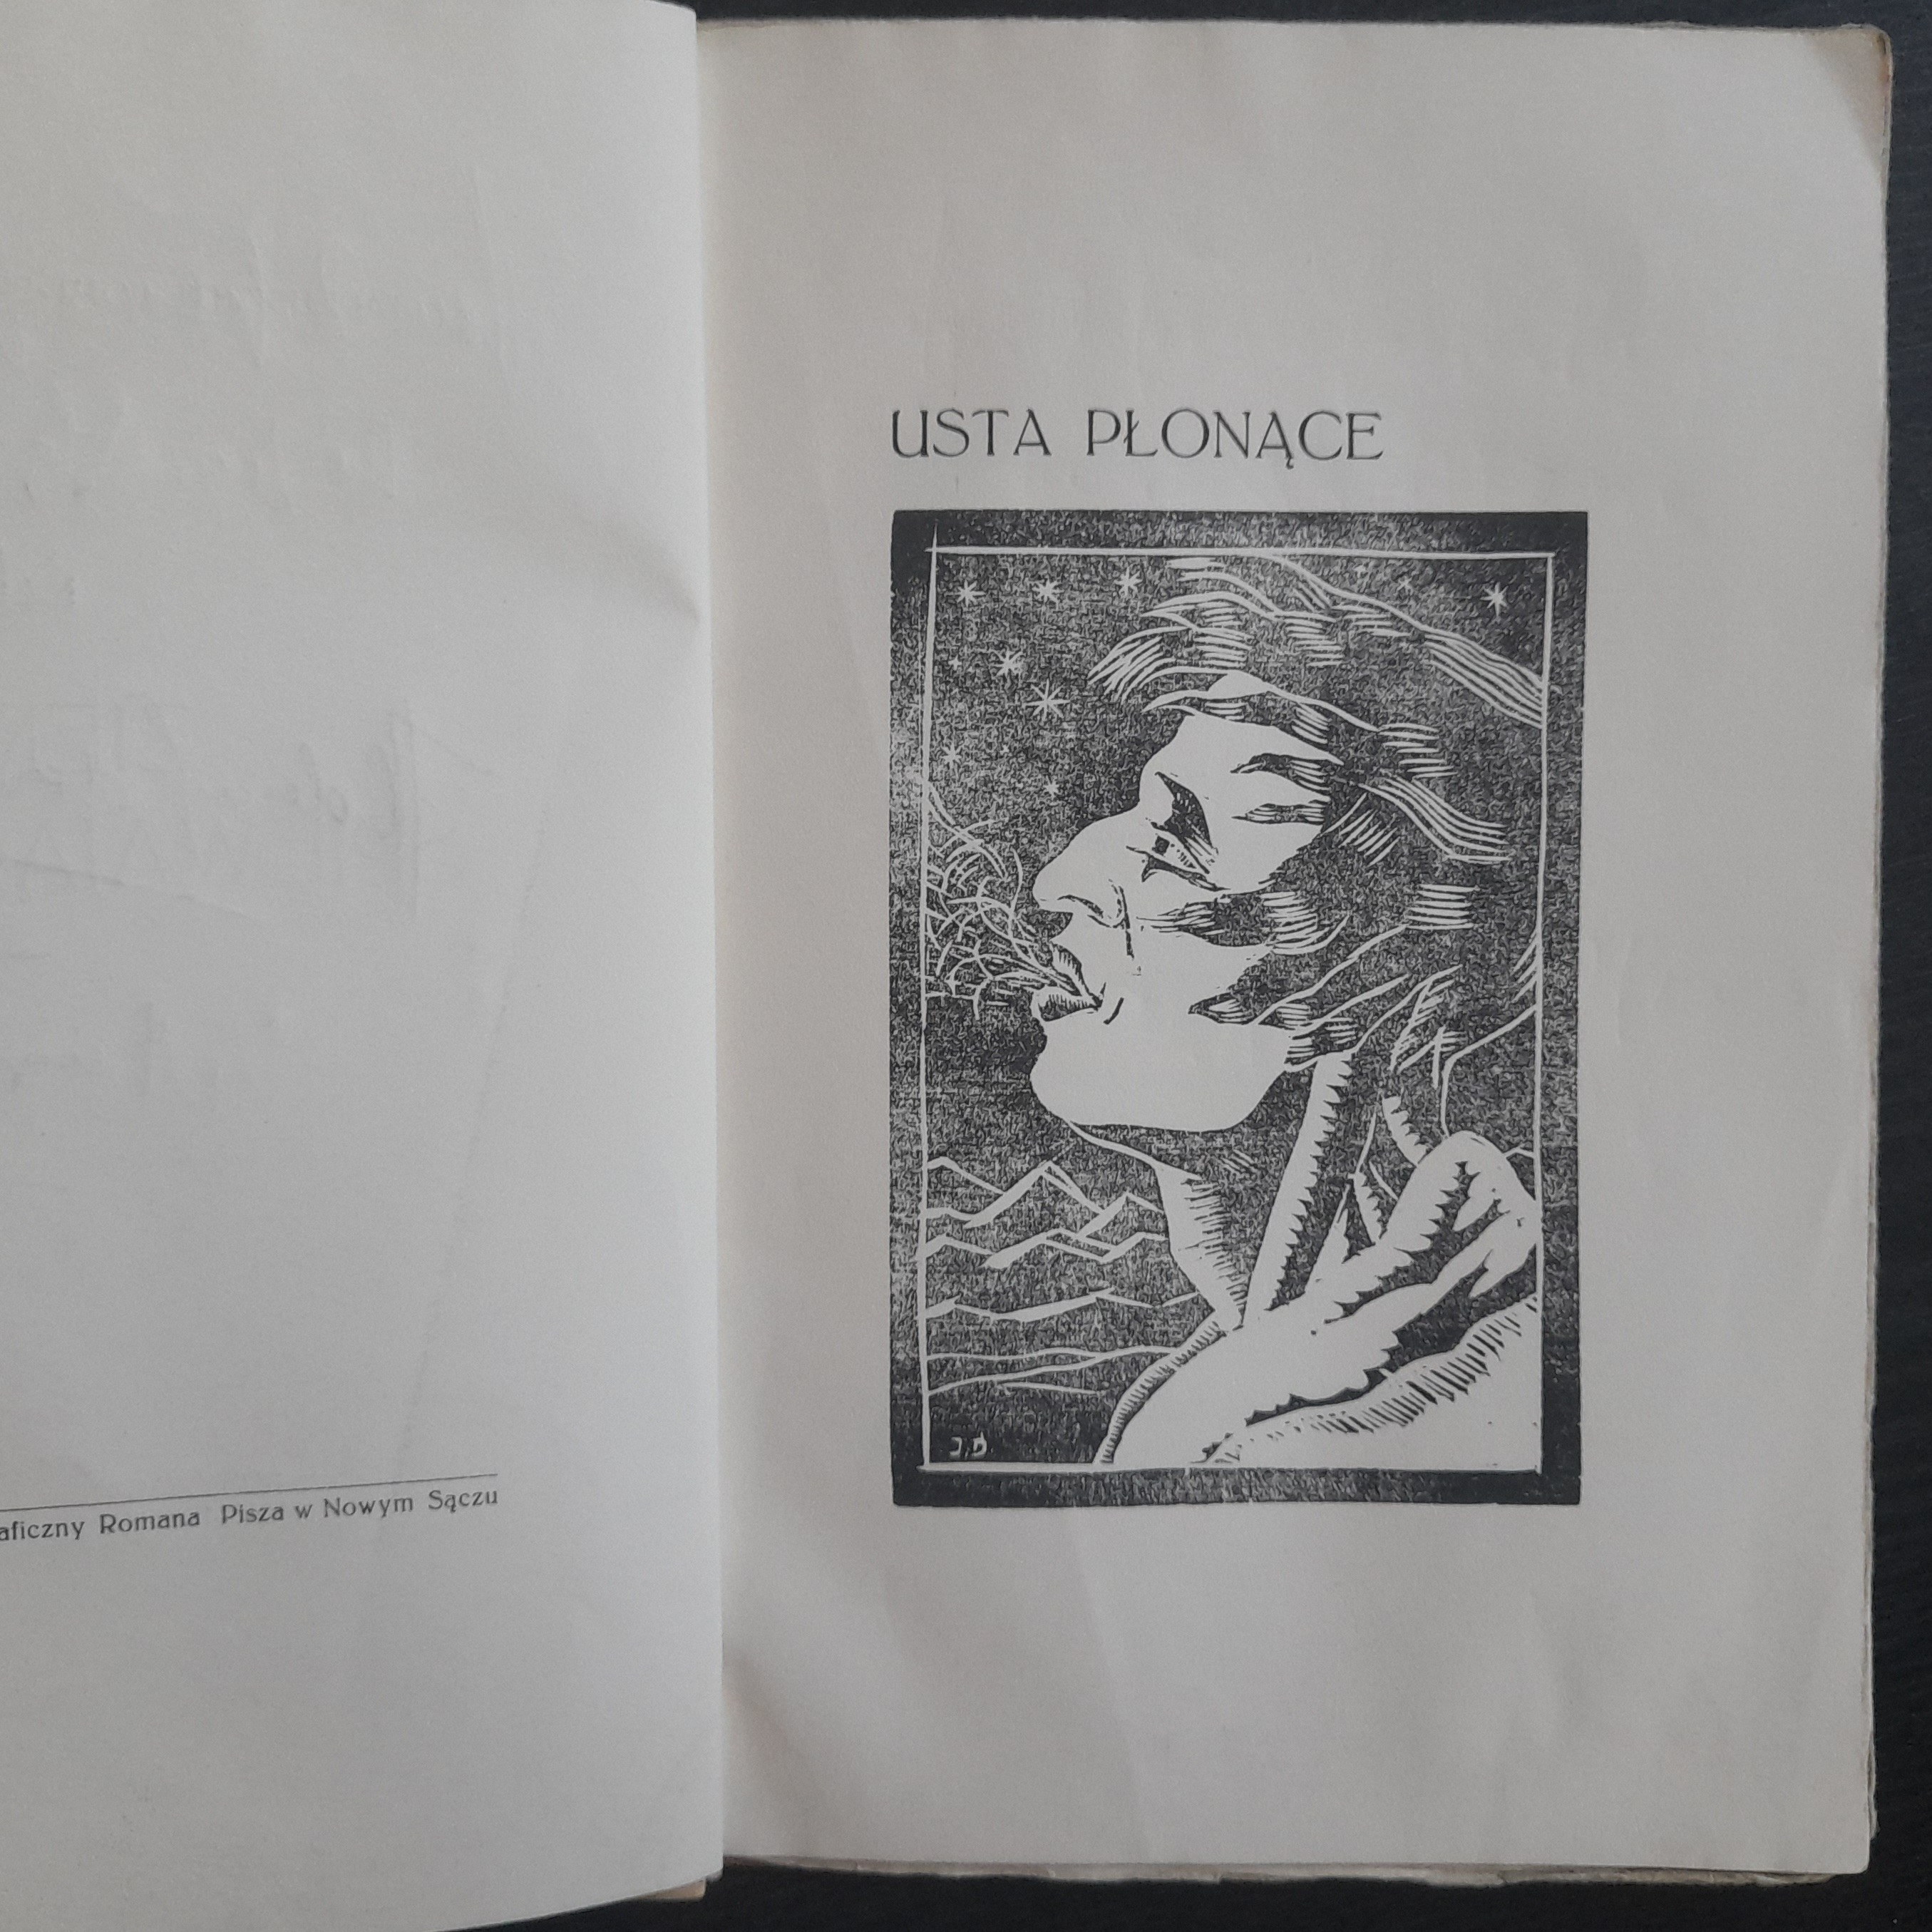 aficzny Romana Pisza w Nowym Sączu
USTA PŁONĄCE
J.D.